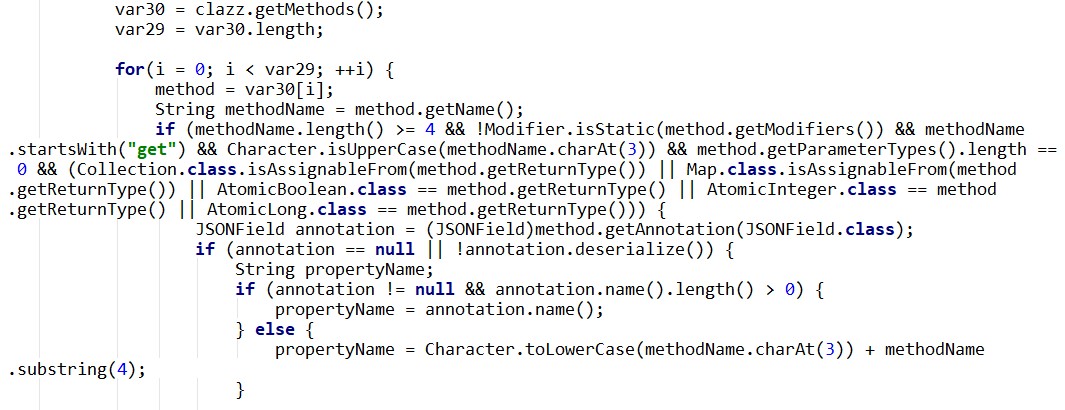 var30 = clazz.getMethods();
var29 = var30.length;
for(i = 0; i < var29; ++i) {
method = var30[i];
String methodName = method.getName();
if (methodName.length() >= 4 && !Modifier.isStatic(method.getModifiers()) && methodName
.startsWith("get") && Character.isUpperCase(methodName.charAt(3)) && method.getParameterTypes().length ==
0 && (Collection.class.isAssignableFrom(method.getReturnType()) || Map.class.isAssignableFrom(method
.getReturnType()) || AtomicBoolean.class == method.getReturnType() || AtomicInteger.class == method
.getReturnType() || AtomicLong.class == method.getReturnType())) {
JSONField annotation = (JSONField)method.getAnnotation(JSONField.class);
if (annotation == null || !annotation.deserialize()) {
String propertyName;
if (annotation != null && annotation.name().length() > 0) {
propertyName = annotation.name();
} else {
propertyName = Character.toLowerCase(methodName.charAt(3)) + methodName
.substring(4);
}